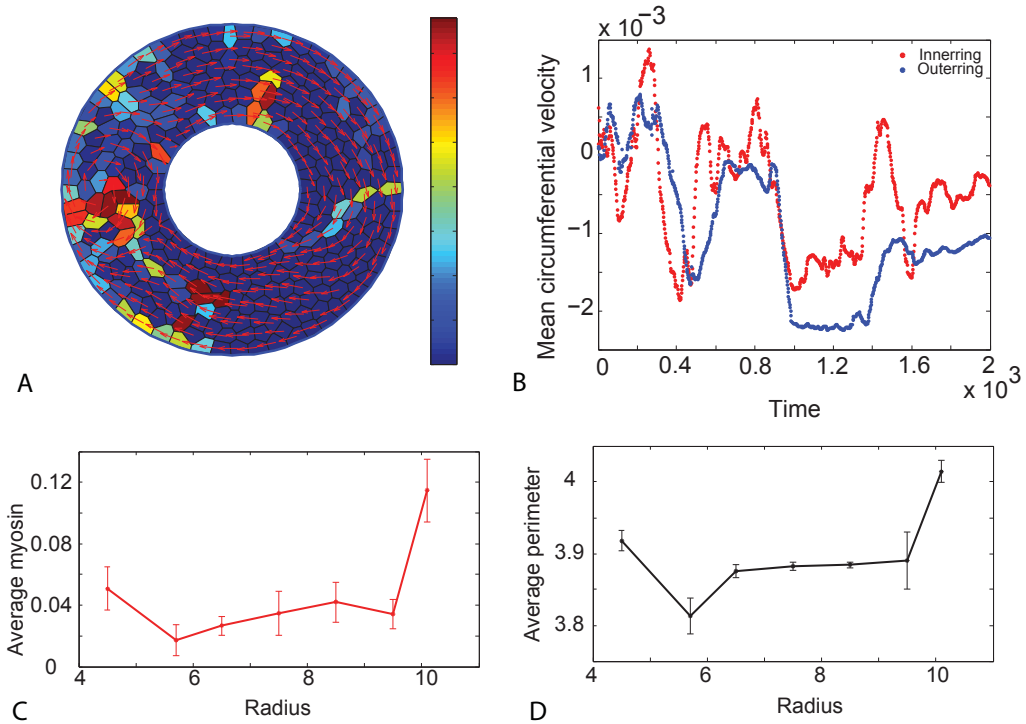 A
× 10⁻³
Mean circumferential velocity
1
0
−1
−2
Innerring
Outerring
0 0.4 0.8 1.2 1.6 2
× 10³
Time
B
Average myosin
0.12
0.08
0.04
0
4 6 8 10
Radius
C
Average perimeter
4
3.9
3.8
4 6 8 10
Radius
D